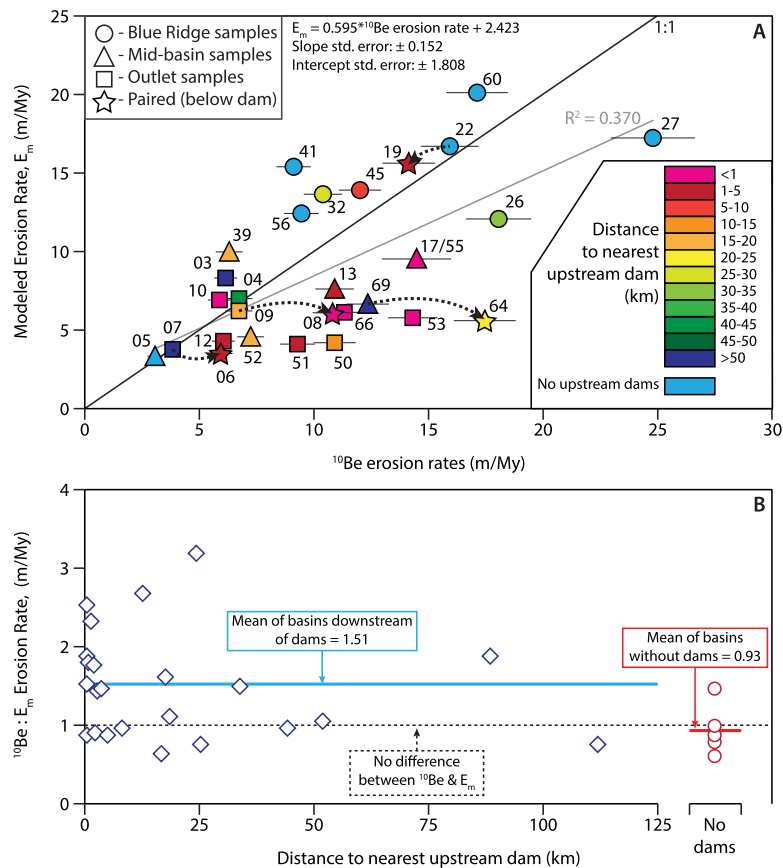 A
E_m = 0.595*¹⁰Be erosion rate + 2.423
Slope std. error: ± 0.152
Intercept std. error: ± 1.808
1:1
- Blue Ridge samples
- Mid-basin samples
- Outlet samples
- Paired (below dam)
Modeled Erosion Rate, E_m (m/My)
25
20
15
10
5
0
60
22
19
41
45
32
56
R² = 0.370
27
26
39
03
04
10
09
17/55
13
69
08
66
53
64
05
07
12
06
52
51
50
Distance
to nearest
upstream dam
(km)
<1
1-5
5-10
10-15
15-20
20-25
25-30
30-35
35-40
40-45
45-50
>50
No upstream dams
0
5
10
15
20
25
30
¹⁰Be erosion rates (m/My)
B
¹⁰Be : E_m Erosion Rate, (m/My)
4
3
2
1
0
Mean of basins downstream
of dams = 1.51
Mean of basins
without dams = 0.93
No difference
between ¹⁰Be & E_m
0
25
50
75
100
125
No
dams
Distance to nearest upstream dam (km)